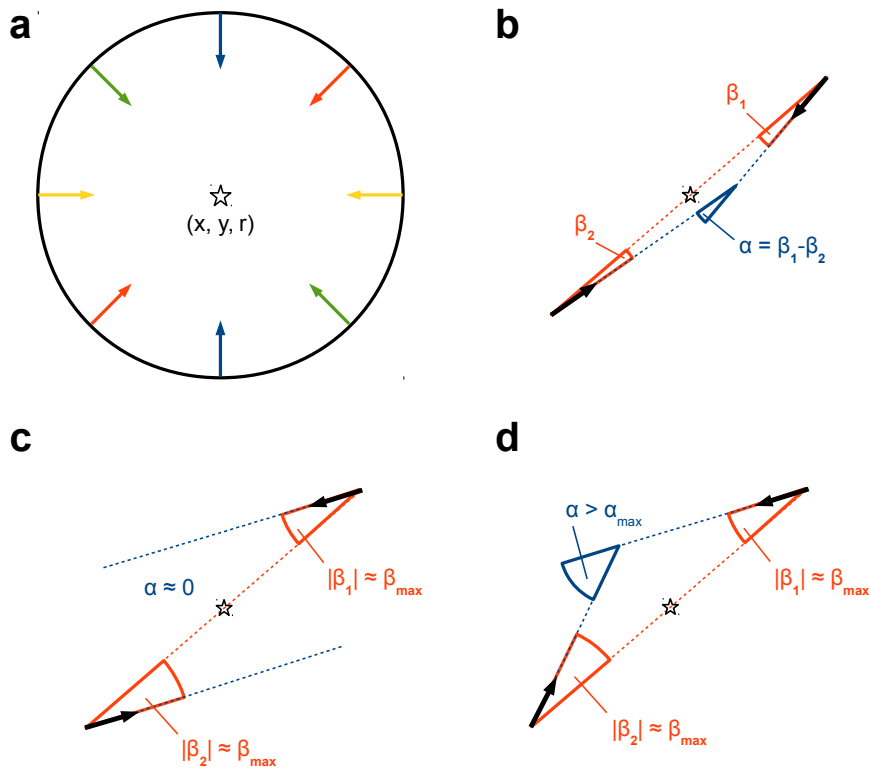 a
(x, y, r)
b
β₁
β₂
α = β₁-β₂
c
α ≈ 0
|β₁| ≈ βmax
|β₂| ≈ βmax
d
α > αmax
|β₁| ≈ βmax
|β₂| ≈ βmax